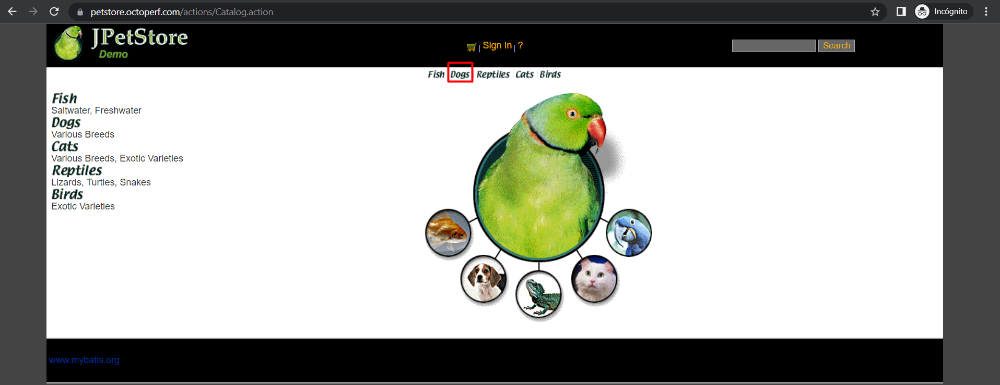 petstore.octoperf.com/actions/Catalog.action
Incógnito
JPetStore
Demo
Sign In
?
Search
Fish
Dogs
Reptiles
Cats
Birds
Fish
Saltwater, Freshwater
Dogs
Various Breeds
Cats
Various Breeds, Exotic Varieties
Reptiles
Lizards, Turtles, Snakes
Birds
Exotic Varieties
www.mybatis.org